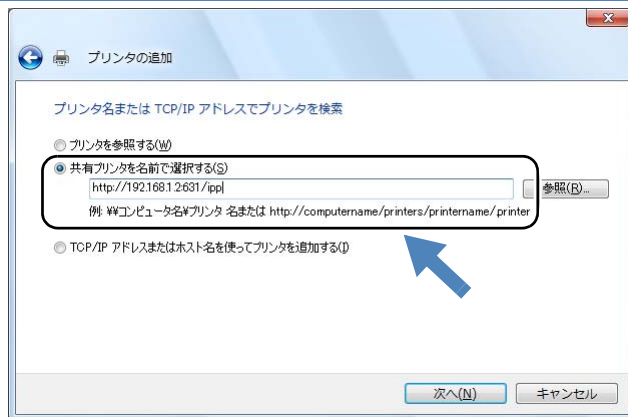 プリンタの追加
プリンタ名または TCP/IP アドレスでプリンタを検索
プリンタを参照する(W)
共有プリンタを名前で選択する(S)
http://192.168.1.2:631/ipp
参照(R)...
例: ¥¥コンピュータ名¥プリンタ 名または http://computername/printers/printername/printer
TCP/IP アドレスまたはホスト名を使ってプリンタを追加する(I)
次へ(N)
キャンセル